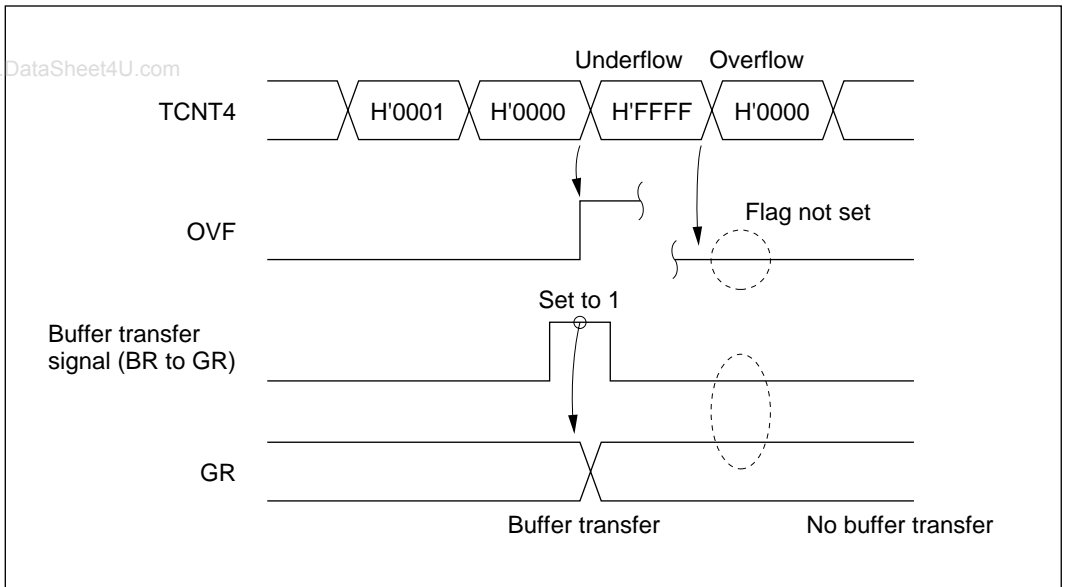 .DataSheet4U.com
Underflow Overflow
TCNT4 H'0001 H'0000 H'FFFF H'0000
OVF
Flag not set
Set to 1
Buffer transfer
signal (BR to GR)
GR
Buffer transfer No buffer transfer